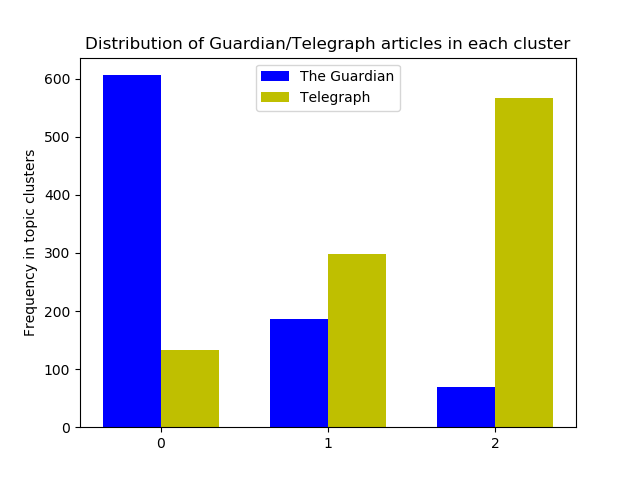 Distribution of Guardian/Telegraph articles in each cluster
The Guardian
Telegraph
Frequency in topic clusters
600
500
400
300
200
100
0
0
1
2